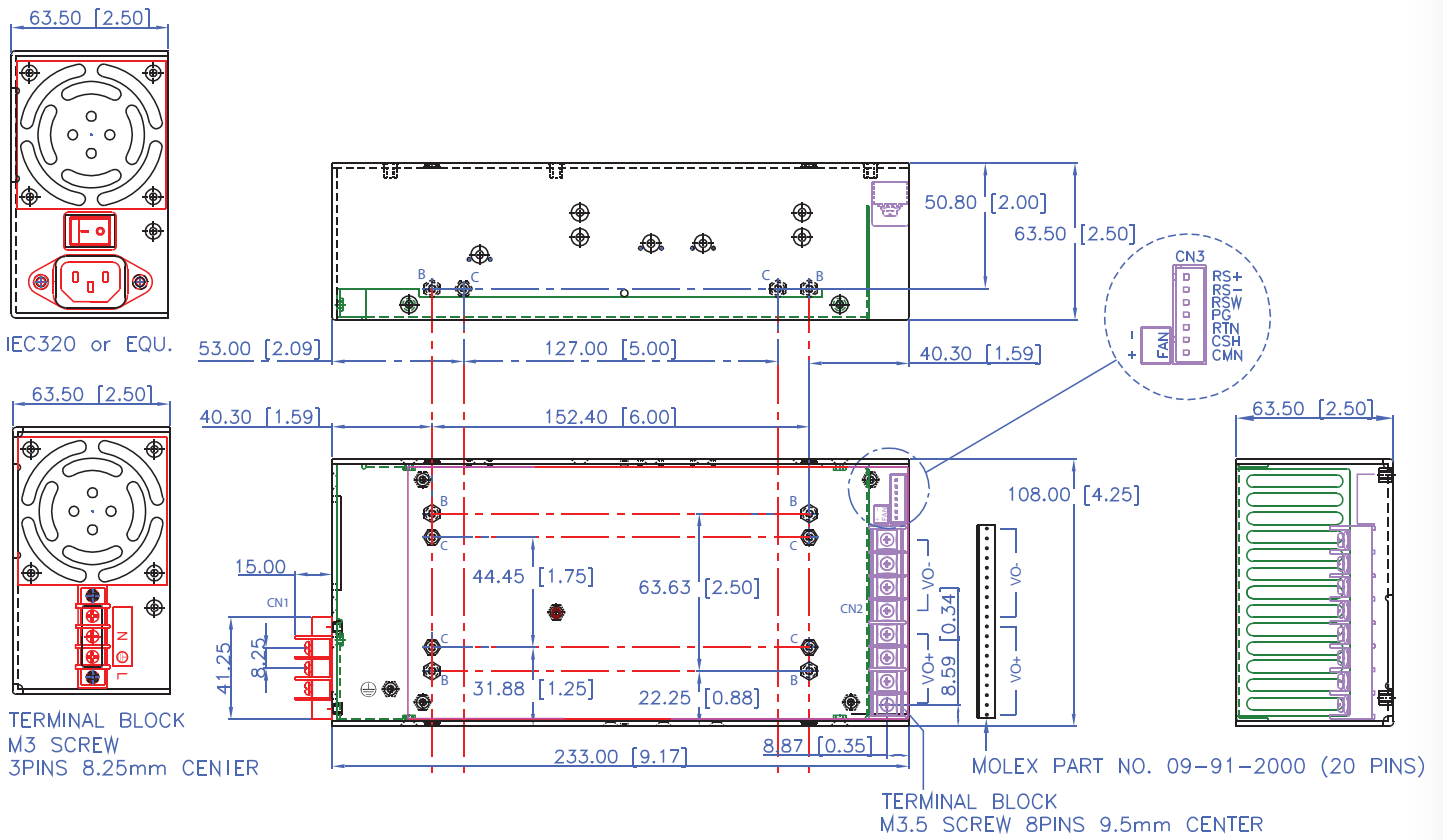 63.50 [2.50]
IEC320 or EQU.
50.80 [2.00]
63.50 [2.50]
B
C
C
B
53.00 [2.09]
127.00 [5.00]
40.30 [1.59]
CN3
RS+
RS-
RSW
PG
RTN
CSH
CMN
-
+
FAN
63.50 [2.50]
N
L
TERMINAL BLOCK
M3 SCREW
3PINS 8.25mm CENIER
40.30 [1.59]
152.40 [6.00]
108.00 [4.25]
15.00
CN1
41.25
8.25
B
C
C
B
B
C
C
B
44.45 [1.75]
63.63 [2.50]
31.88 [1.25]
22.25 [0.88]
FAN
CN2
VO-
VO+
8.59 [0.34]
VO-
VO+
233.00 [9.17]
8.87 [0.35]
63.50 [2.50]
MOLEX PART NO. 09-91-2000 (20 PINS)
TERMINAL BLOCK
M3.5 SCREW 8PINS 9.5mm CENTER